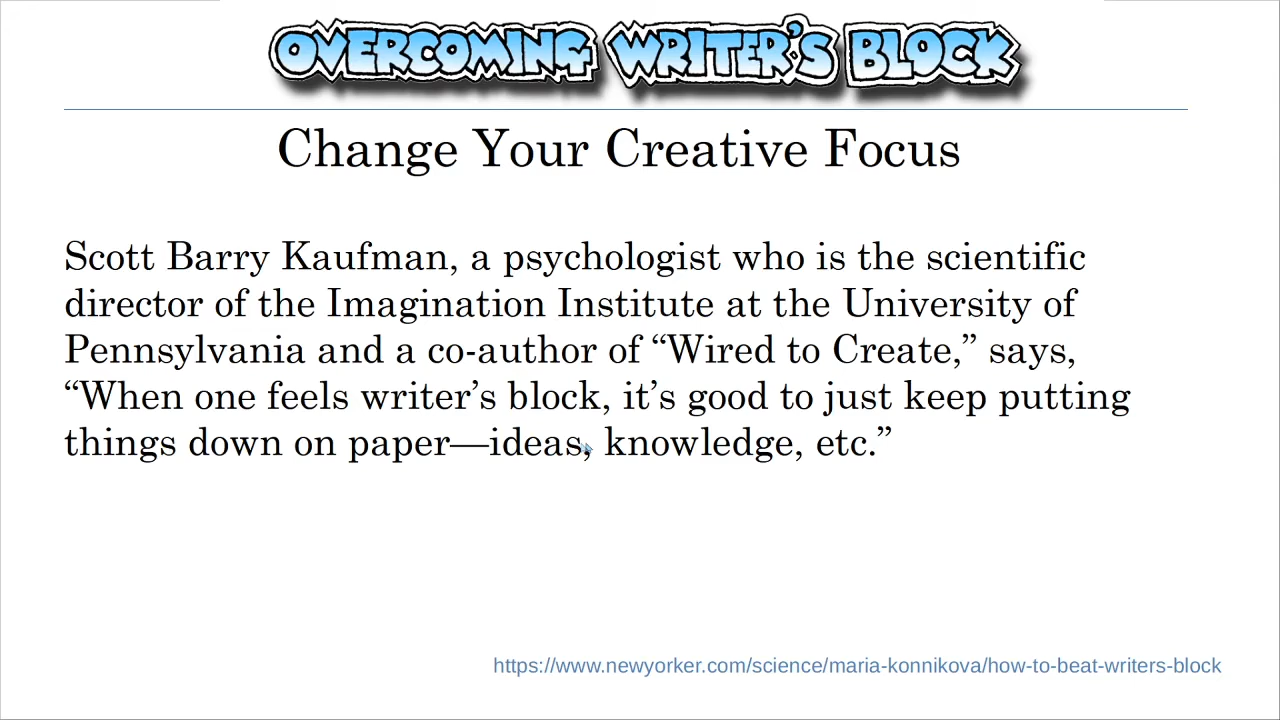 OVERCOMING WRITER'S BLOCK
Change Your Creative Focus
Scott Barry Kaufman, a psychologist who is the scientific
director of the Imagination Institute at the University of
Pennsylvania and a co-author of “Wired to Create,” says,
“When one feels writer’s block, it’s good to just keep putting
things down on paper—ideas, knowledge, etc.”
https://www.newyorker.com/science/maria-konnikova/how-to-beat-writers-block